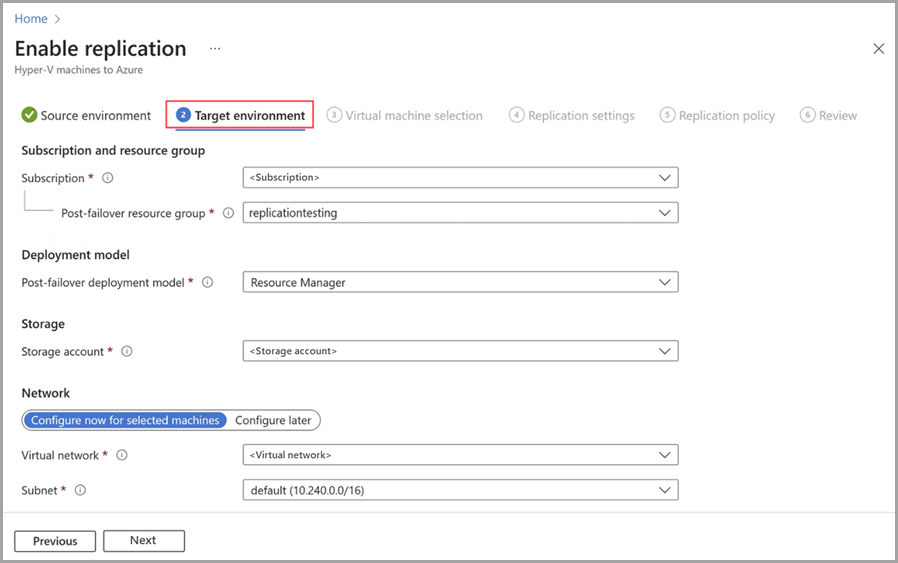 Home
Enable replication ...
Hyper-V machines to Azure
Source environment 2 Target environment 3 Virtual machine selection 4 Replication settings 5 Replication policy 6 Review
Subscription and resource group
Subscription * <Subscription>
Post-failover resource group * replicationtesting
Deployment model
Post-failover deployment model * Resource Manager
Storage
Storage account * <Storage account>
Network
Configure now for selected machines Configure later
Virtual network * <Virtual network>
Subnet * default (10.240.0.0/16)
Previous Next